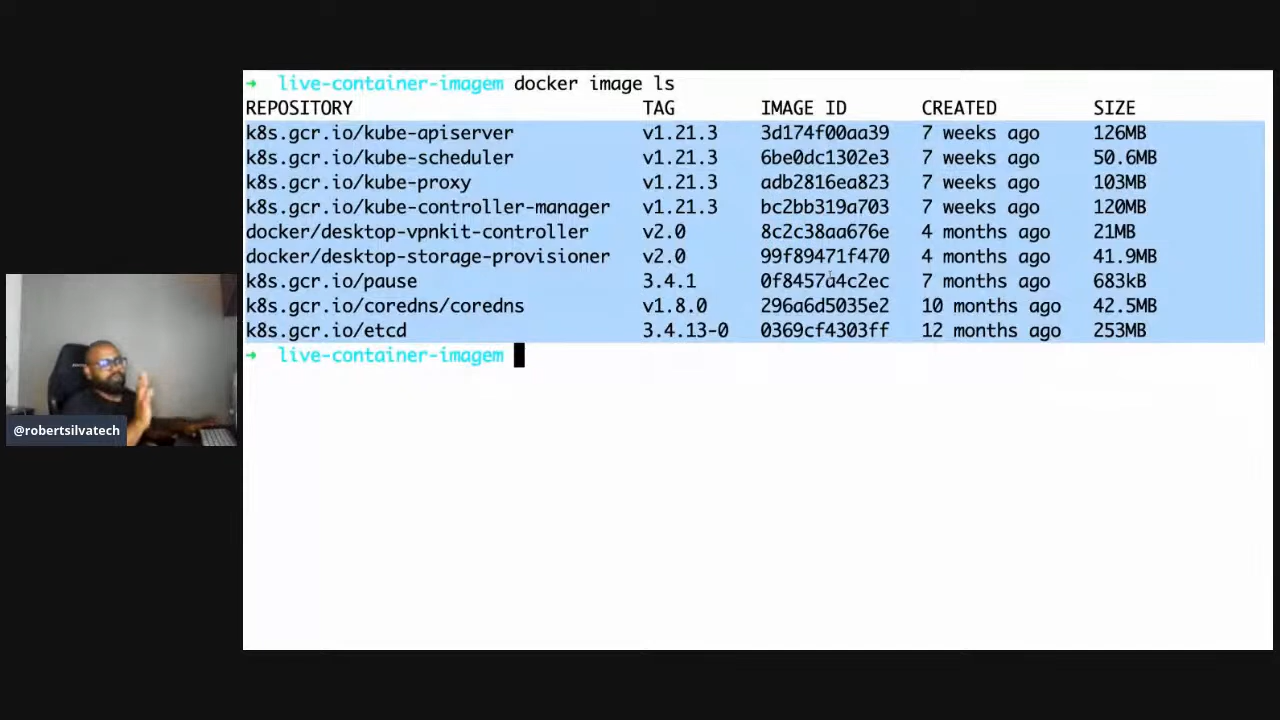 ➜ live-container-imagem docker image ls
REPOSITORY TAG IMAGE ID CREATED SIZE
k8s.gcr.io/kube-apiserver v1.21.3 3d174f00aa39 7 weeks ago 126MB
k8s.gcr.io/kube-scheduler v1.21.3 6be0dc1302e3 7 weeks ago 50.6MB
k8s.gcr.io/kube-proxy v1.21.3 adb2816ea823 7 weeks ago 103MB
k8s.gcr.io/kube-controller-manager v1.21.3 bc2bb319a703 7 weeks ago 120MB
docker/desktop-vpnkit-controller v2.0 8c2c38aa676e 4 months ago 21MB
docker/desktop-storage-provisioner v2.0 99f89471f470 4 months ago 41.9MB
k8s.gcr.io/pause 3.4.1 0f8457a4c2ec 7 months ago 683kB
k8s.gcr.io/coredns/coredns v1.8.0 296a6d5035e2 10 months ago 42.5MB
k8s.gcr.io/etcd 3.4.13-0 0369cf4303ff 12 months ago 253MB
➜ live-container-imagem
@robertsilvatech